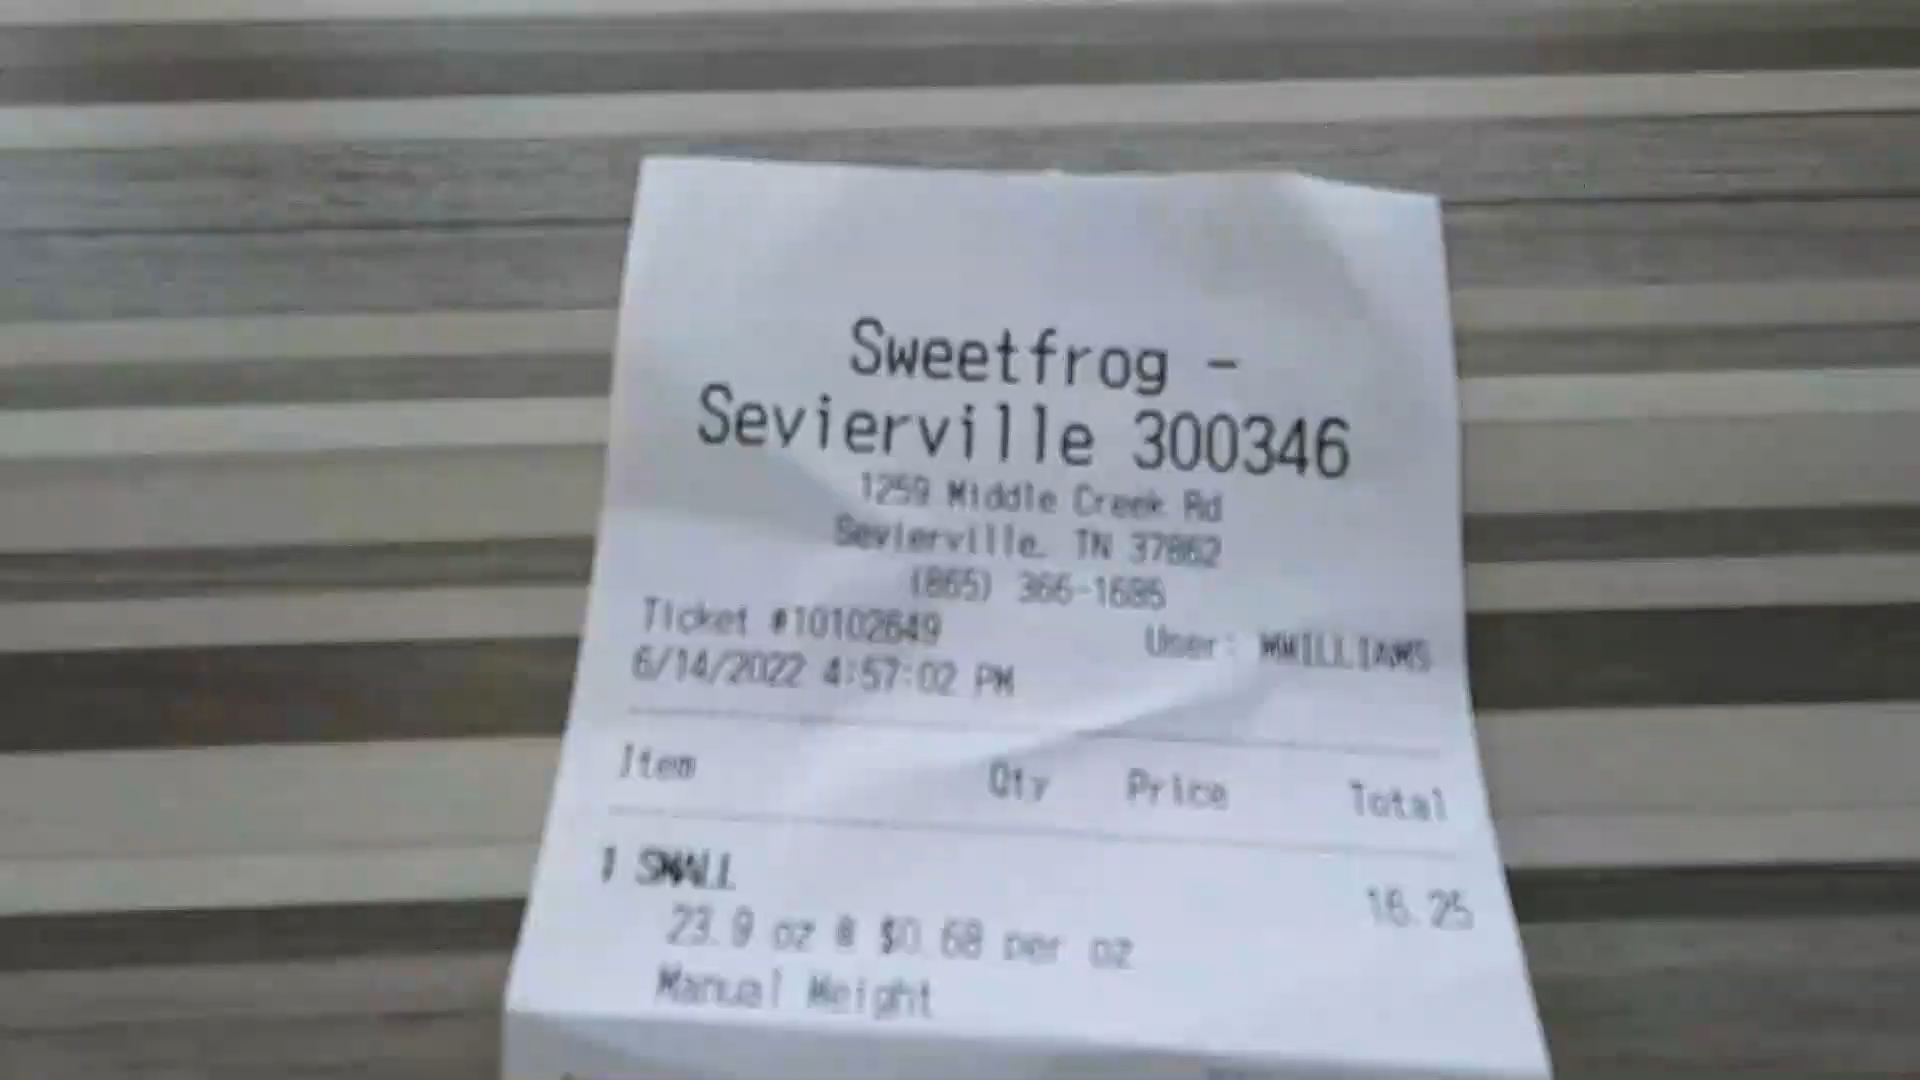 Sweetfrog -
Sevierville 300346
1259 Middle Creek Rd
Sevierville, TN 37862
(865) 366-1685
Ticket #10102649
User: WWILLIAMS
6/14/2022 4:57:02 PM
Item Qty Price Total
1 SMALL 16.25
23.9 oz @ $0.68 per oz
Manual Weight